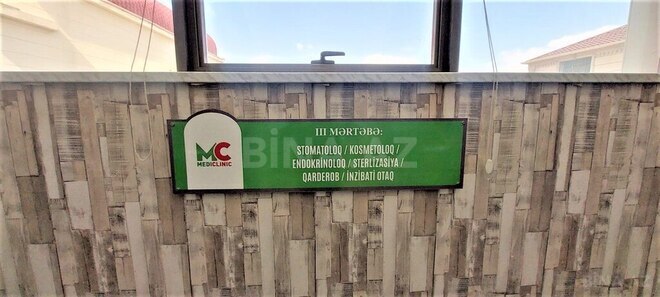 III MƏRTƏBƏ:
STOMATOLOQ / KOSMETOLOQ /
ENDOKRİNOLOQ / STERLİZASİYA /
QARDEROB / İNZİBATİ OTAQ
MC
MEDICLINIC